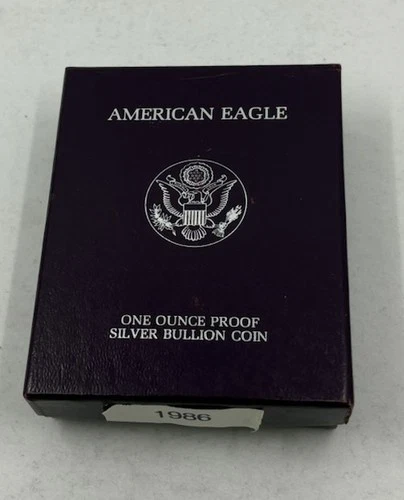 AMERICAN EAGLE
ONE OUNCE PROOF
SILVER BULLION COIN
1986